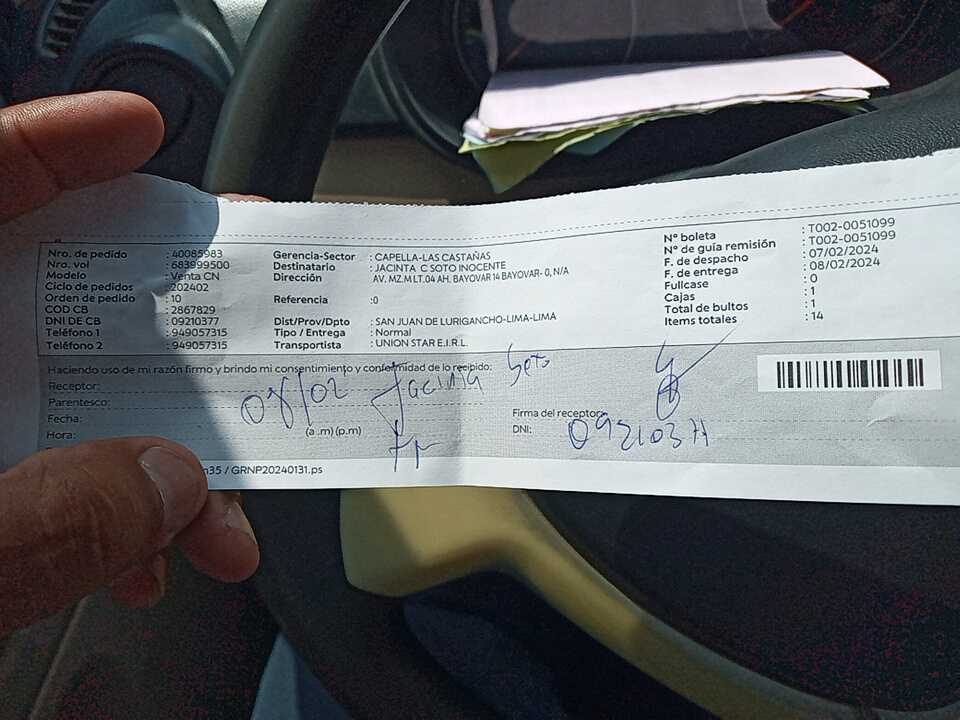 Nro. de pedido : 40085983
Nro. vol : 683999500
Modelo : Venta CN
Ciclo de pedidos : 202402
Orden de pedido : 10
COD CB : 2867829
DNI DE CB : 09210377
Teléfono 1 : 949057315
Teléfono 2 : 949057315
Gerencia-Sector : CAPELLA-LAS CASTAÑAS
Destinatario : JACINTA C SOTO INOCENTE
Dirección : AV. MZ.M LT.04 AH. BAYOVAR 14 BAYOVAR- 0, N/A
Referencia :0
Dist/Prov/Dpto : SAN JUAN DE LURIGANCHO-LIMA-LIMA
Tipo / Entrega : Normal
Transportista : UNION STAR E.I.R.L.
N° boleta : T002-0051099
N° de guía remisión : T002-0051099
F. de despacho : 07/02/2024
F. de entrega : 08/02/2024
Fullcase : 0
Cajas : 1
Total de bultos : 1
Items totales : 14
Haciendo uso de mi razón firmo y brindo mi consentimiento y conformidad de lo recibido:
Receptor: Jacinta Soto
Parentesco:
Fecha: 08/02
Hora: (a .m) (p.m)
Firma del receptor:
DNI: 09210377
35 / GRNP20240131.ps